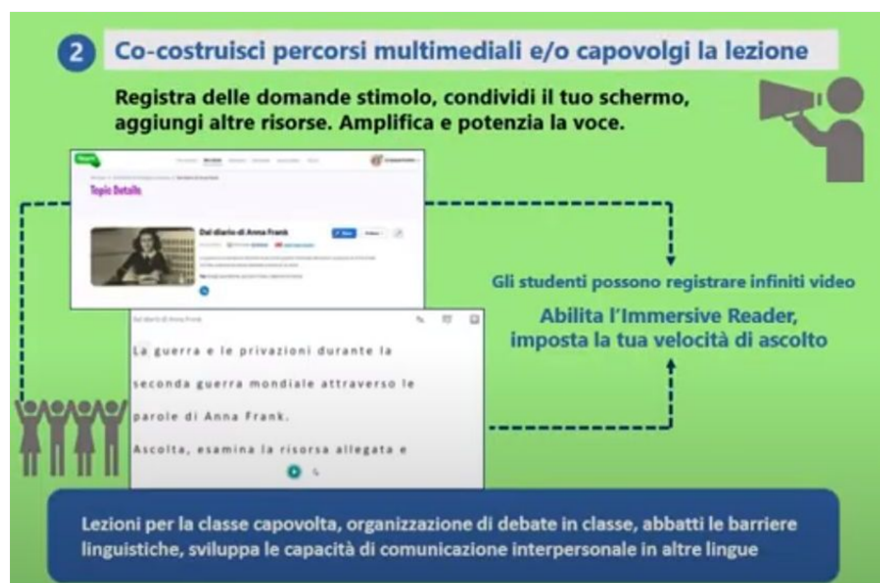 2 Co-costruisci percorsi multimediali e/o capovolgi la lezione
Registra delle domande stimolo, condividi il tuo schermo,
aggiungi altre risorse. Amplifica e potenzia la voce.
Topic Details
Dal diario di Anna Frank
Dal diario di Anna Frank
La guerra e le privazioni durante la
seconda guerra mondiale attraverso le
parole di Anna Frank.
Ascolta, esamina la risorsa allegata e
Gli studenti possono registrare infiniti video
Abilita l'Immersive Reader,
imposta la tua velocità di ascolto
Lezioni per la classe capovolta, organizzazione di debate in classe, abbatti le barriere
linguistiche, sviluppa le capacità di comunicazione interpersonale in altre lingue